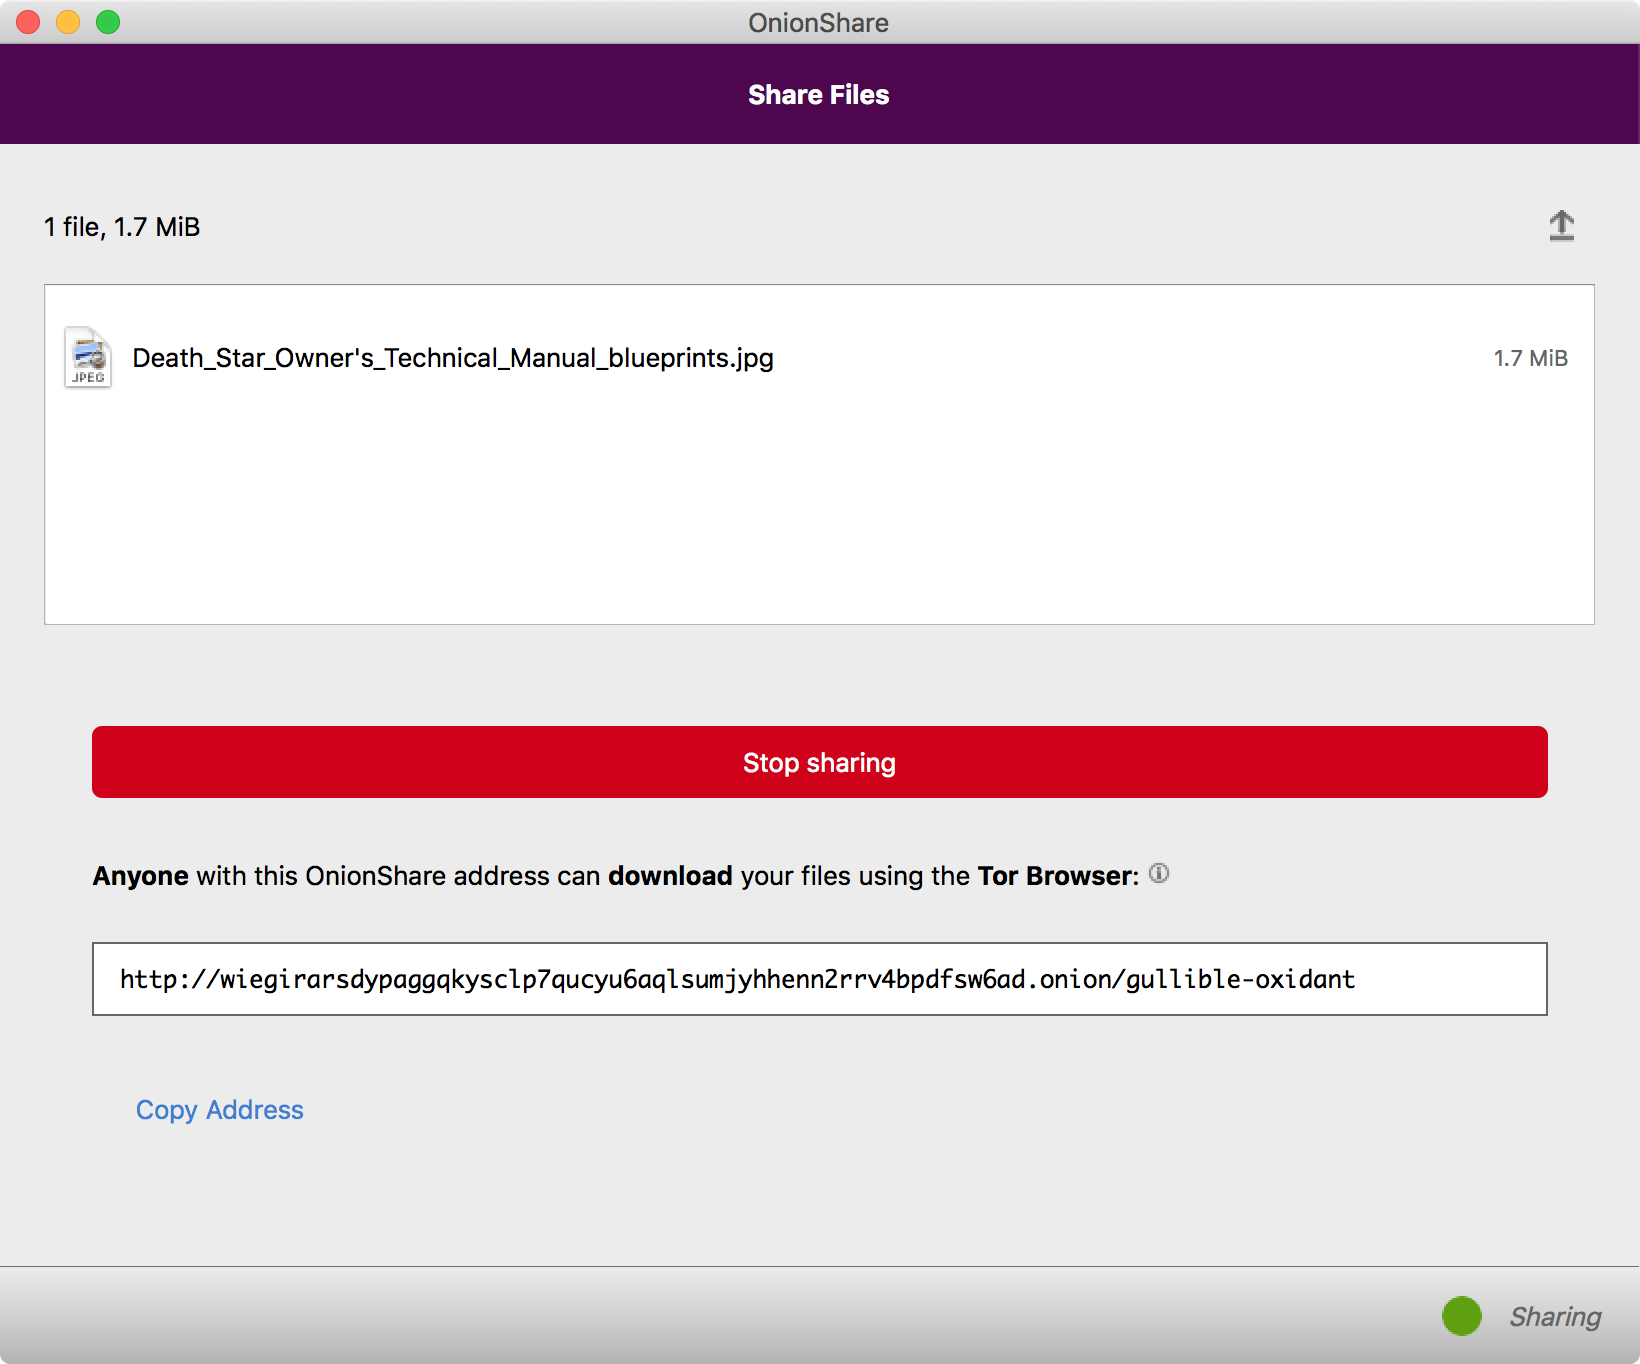 OnionShare
Share Files
1 file, 1.7 MiB
JPEG
Death_Star_Owner's_Technical_Manual_blueprints.jpg 1.7 MiB
Stop sharing
Anyone with this OnionShare address can download your files using the Tor Browser:
http://wiegirarsdypaggqkysclp7qucyu6aqlsumjyhhenn2rrv4bpdfsw6ad.onion/gullible-oxidant
Copy Address
Sharing